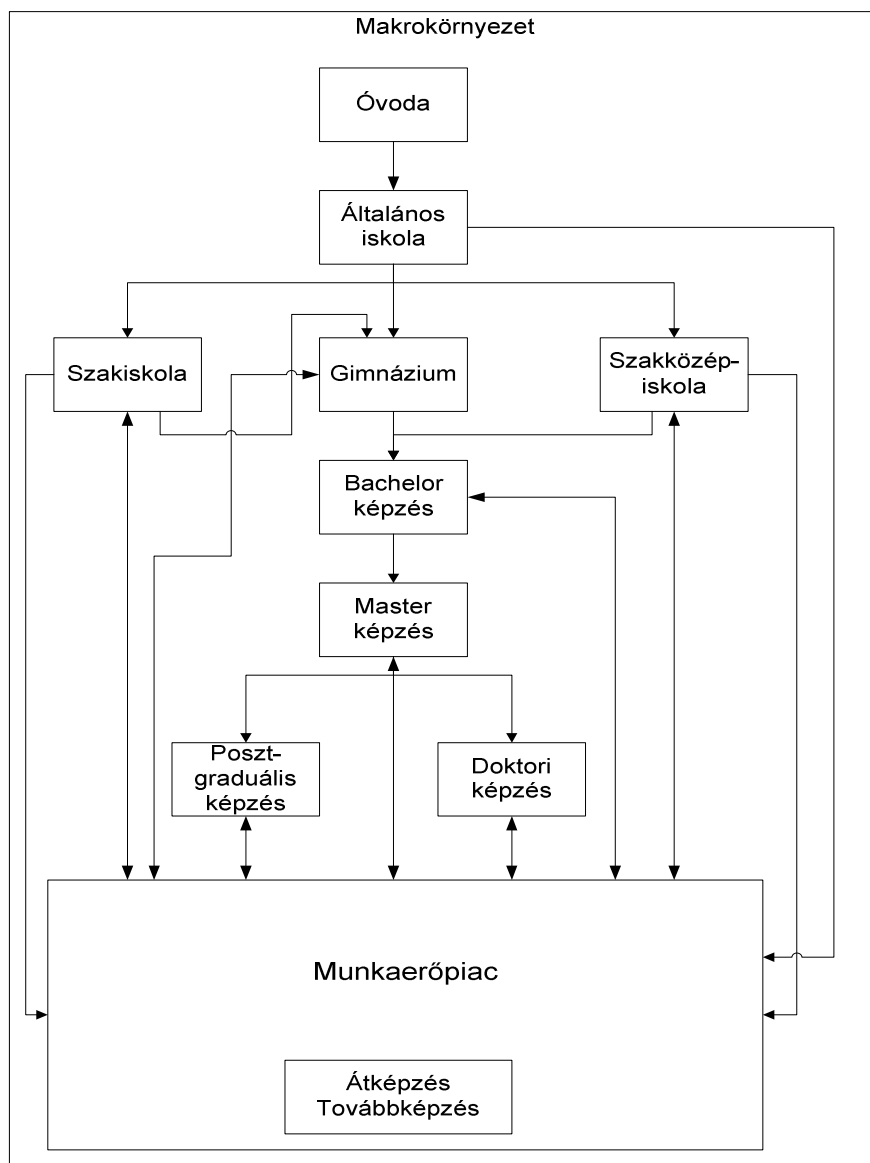 Makrokörnyezet
Óvoda
Általános
iskola
Szakiskola
Gimnázium
Szakközép-
iskola
Bachelor
képzés
Master
képzés
Poszt-
graduális
képzés
Doktori
képzés
Munkaerőpiac
Átképzés
Továbbképzés